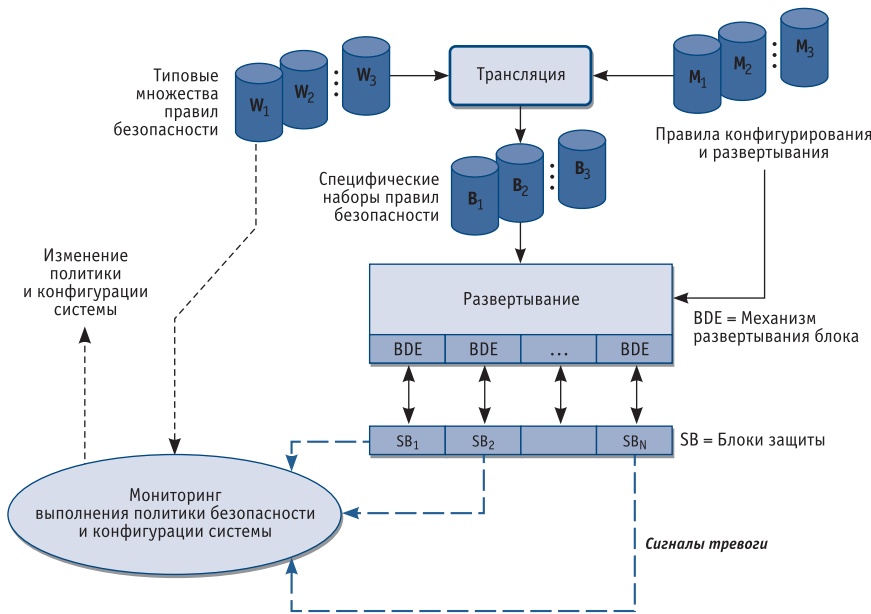 Типовые
множества
правил
безопасности
W1
W2
W3
Трансляция
M1
M2
M3
Правила конфигурирования
и развертывания
Специфические
наборы правил
безопасности
B1
B2
B3
Изменение
политики
и конфигурации
системы
Развертывание
BDE = Механизм
развертывания блока
BDE
BDE
...
BDE
SB1
SB2
SBN
SB = Блоки защиты
Мониторинг
выполнения политики безопасности
и конфигурации системы
Сигналы тревоги